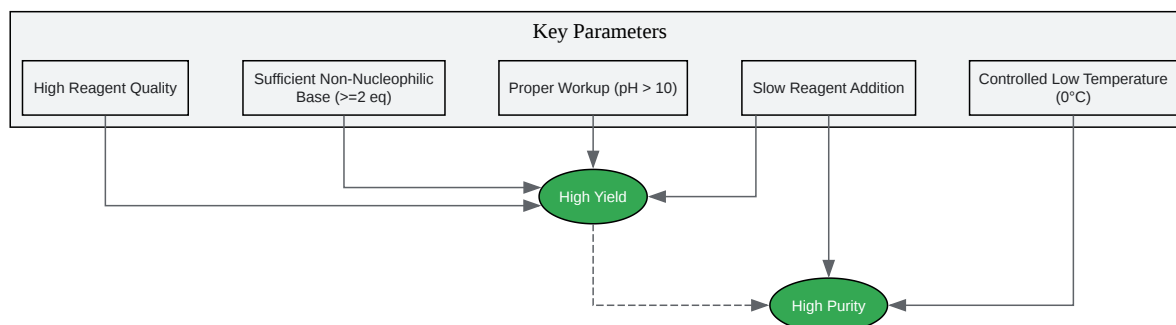 Key Parameters
High Reagent Quality
Sufficient Non-Nucleophilic
Base (>=2 eq)
Proper Workup (pH > 10)
Slow Reagent Addition
Controlled Low Temperature
(0°C)
High Yield
High Purity